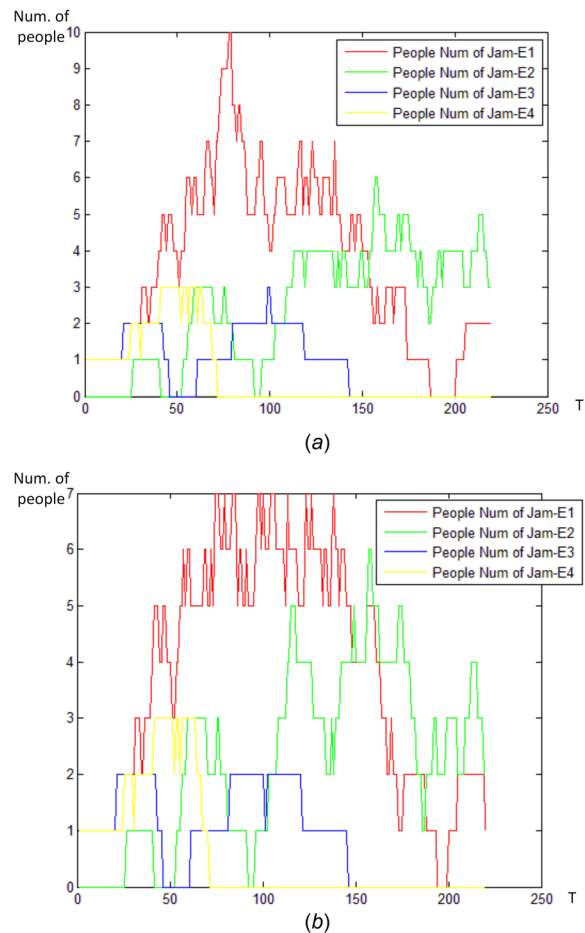 Num. of
people
10
9
8
7
6
5
4
3
2
1
0
0 50 100 150 200 250 T
People Num of Jam-E1
People Num of Jam-E2
People Num of Jam-E3
People Num of Jam-E4
(a)
Num. of
people
7
6
5
4
3
2
1
0
0 50 100 150 200 250 T
People Num of Jam-E1
People Num of Jam-E2
People Num of Jam-E3
People Num of Jam-E4
(b)